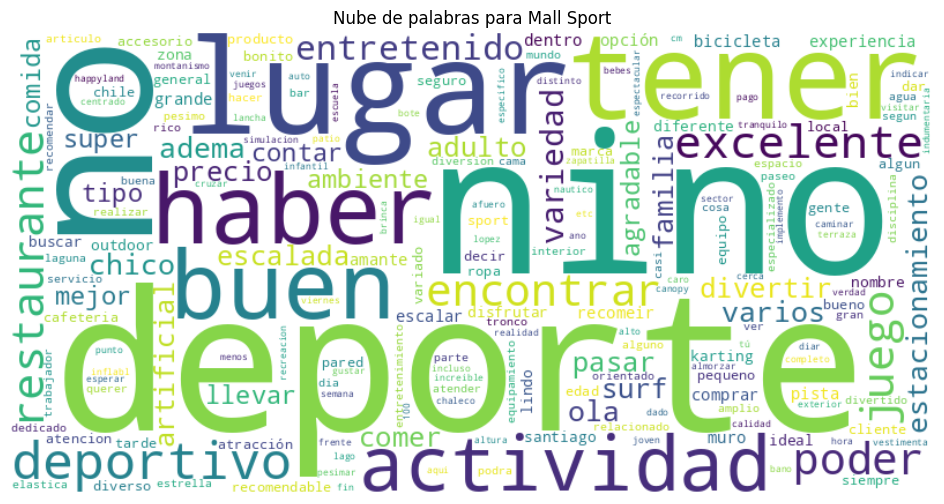 Nube de palabras para Mall Sport
articulo accesorio producto entretenido dentro opción cm bicicleta experiencia
zona bonito mundo
comida happyland montanismo venir juegos auto seguro distinto bien dar indicar
chile general hacer bar
no lugar tener
super grande pesimo escuela bote especifico espectacular recorrido pago agua visitar
centrado lancha diferente tranquilo local segun
recomendar rico adema simulacion patio adulto variedad marca excelente indumentaria
restaurante tipo precio contar infantil diversion cama zapatilla agradable familia espacio algun
buena cruzar ambiente nautico paseo
realizar haber brinca afuero etc nino cosa gente disciplina
buscar outdoor igual sport sector caminar estacionamiento
laguna escalada amante lopez ano casi equipo especializado terraza
servicio chico variado decir interior implemento
mejor buen ropa caro cerca nombre
artificial encontrar canopy divertir verdad
cafeteria viernes disfrutar recomeir bueno gran
trabajador escalar tronco alto varios ver tú juego
punto menos recreacion realidad alguno diar
deporte
inflabl esperar pared parte pasar karting completo
querer gustar incluso increible orientado almorzar
llevar dia atender surf pequeno
semana entretenimiento chaleco equipamiento lindo edad comprar pista exterior divertido
dedicado 100 ola dado amplio cliente
atencion tarde frente comer relacionado calidad
atracción altura santiago muro ideal hora vestimenta
deportivo lago actividad joven poder
elastica diverso estrella pesimar aqui podra bano siempre
recomendable fin